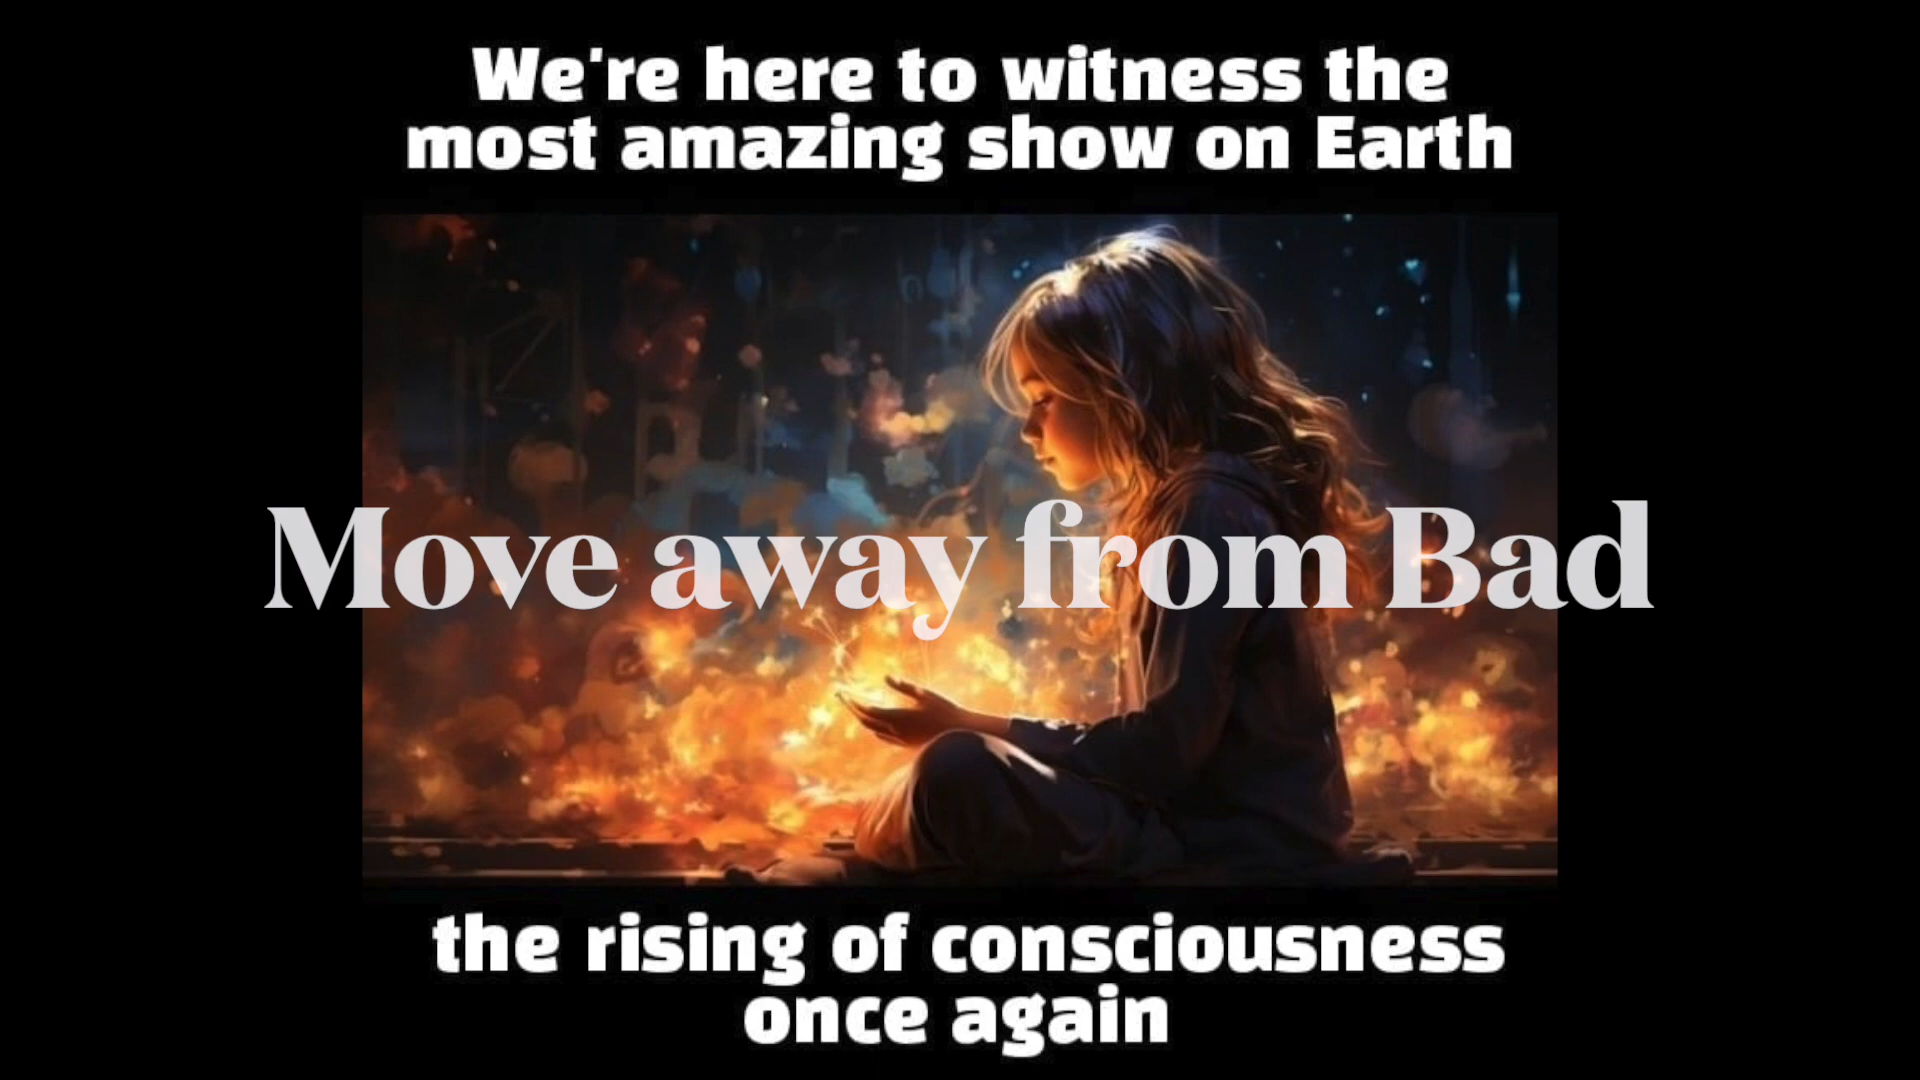 We're here to witness the
most amazing show on Earth
Move away from Bad
the rising of consciousness
once again